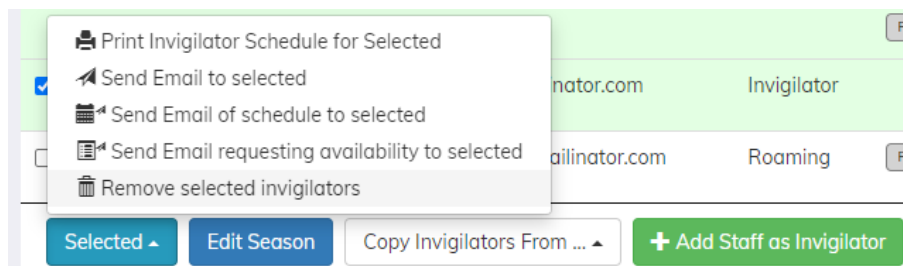 Print Invigilator Schedule for Selected
Send Email to selected
nator.com Invigilator
Send Email of schedule to selected
Send Email requesting availability to selected
ailinator.com Roaming
Remove selected invigilators
Selected Edit Season Copy Invigilators From ... Add Staff as Invigilator